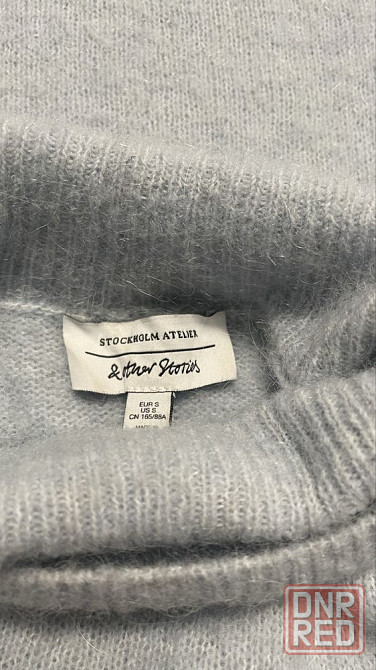 STOCKHOLM ATELIER
& Other Stories
EUR S
US S
CN 165/88A
DNR
RED